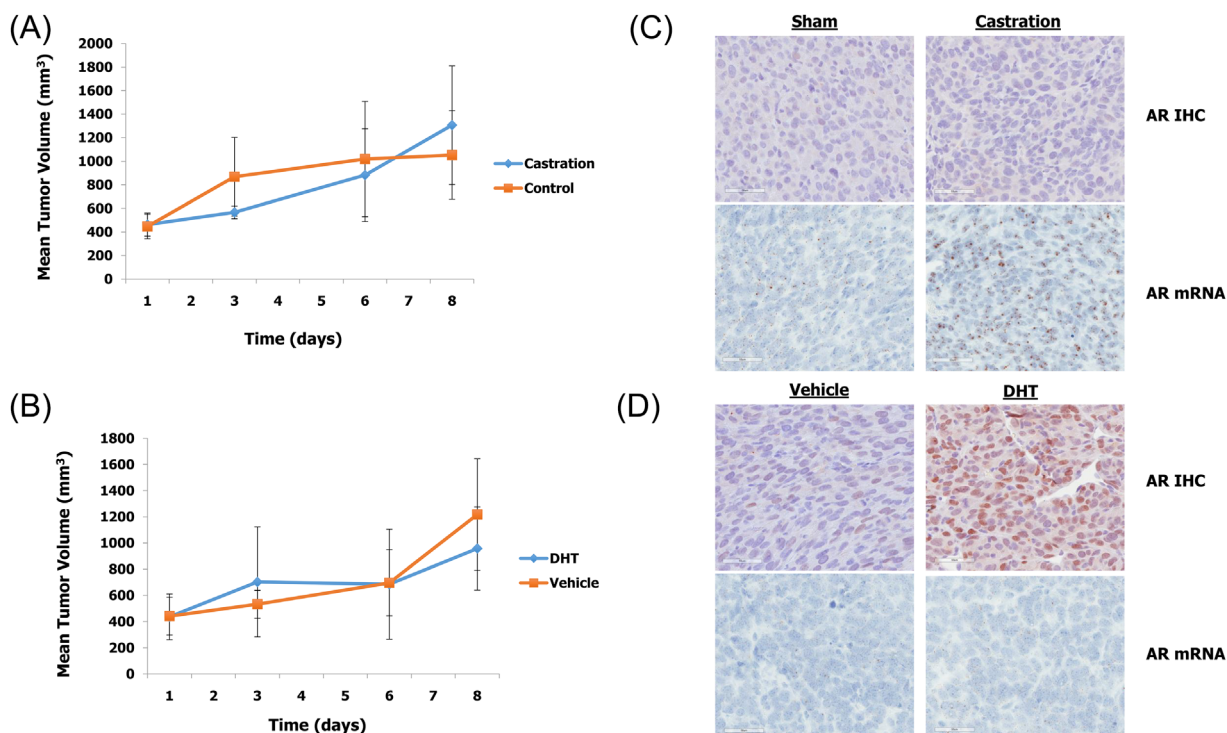 (A)
2000
1800
1600
1400
1200
1000
800
600
400
200
0
Mean Tumor Volume (mm³)
1 2 3 4 5 6 7 8
Time (days)
Castration
Control
(B)
1800
1600
1400
1200
1000
800
600
400
200
0
Mean Tumor Volume (mm³)
1 2 3 4 5 6 7 8
Time (days)
DHT
Vehicle
(C)
Sham Castration
AR IHC
AR mRNA
(D)
Vehicle DHT
AR IHC
AR mRNA